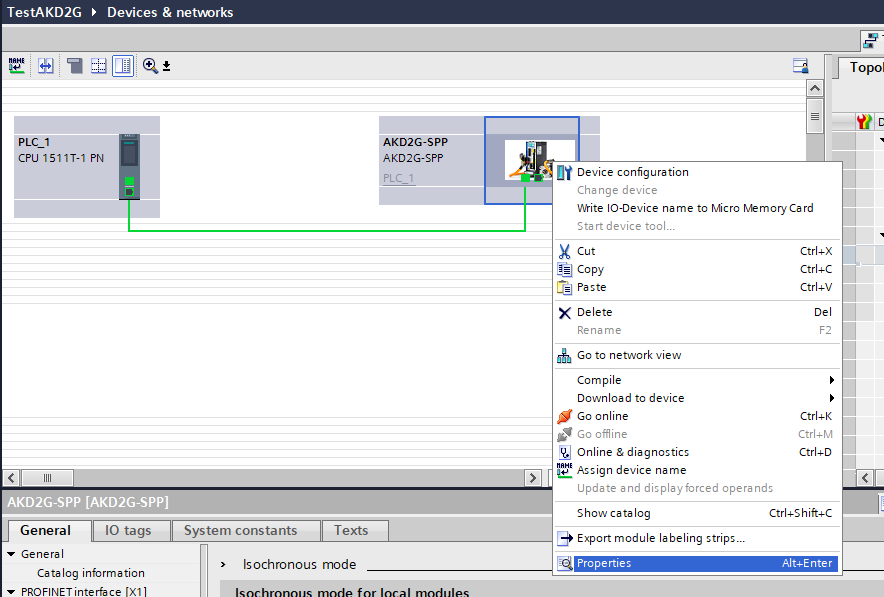 TestAKD2G ▸ Devices & networks
Topol
PLC_1
CPU 1511T-1 PN
AKD2G-SPP
AKD2G-SPP
PLC_1
Device configuration
Change device
Write IO-Device name to Micro Memory Card
Start device tool...
Cut Ctrl+X
Copy Ctrl+C
Paste Ctrl+V
Delete Del
Rename F2
Go to network view
Compile
Download to device
Go online Ctrl+K
Go offline Ctrl+M
Online & diagnostics Ctrl+D
Assign device name
Update and display forced operands
Show catalog Ctrl+Shift+C
Export module labeling strips...
Properties Alt+Enter
AKD2G-SPP [AKD2G-SPP]
General IO tags System constants Texts
General
Catalog information
PROFINET interface [X1]
Isochronous mode
Isochronous mode for local modules